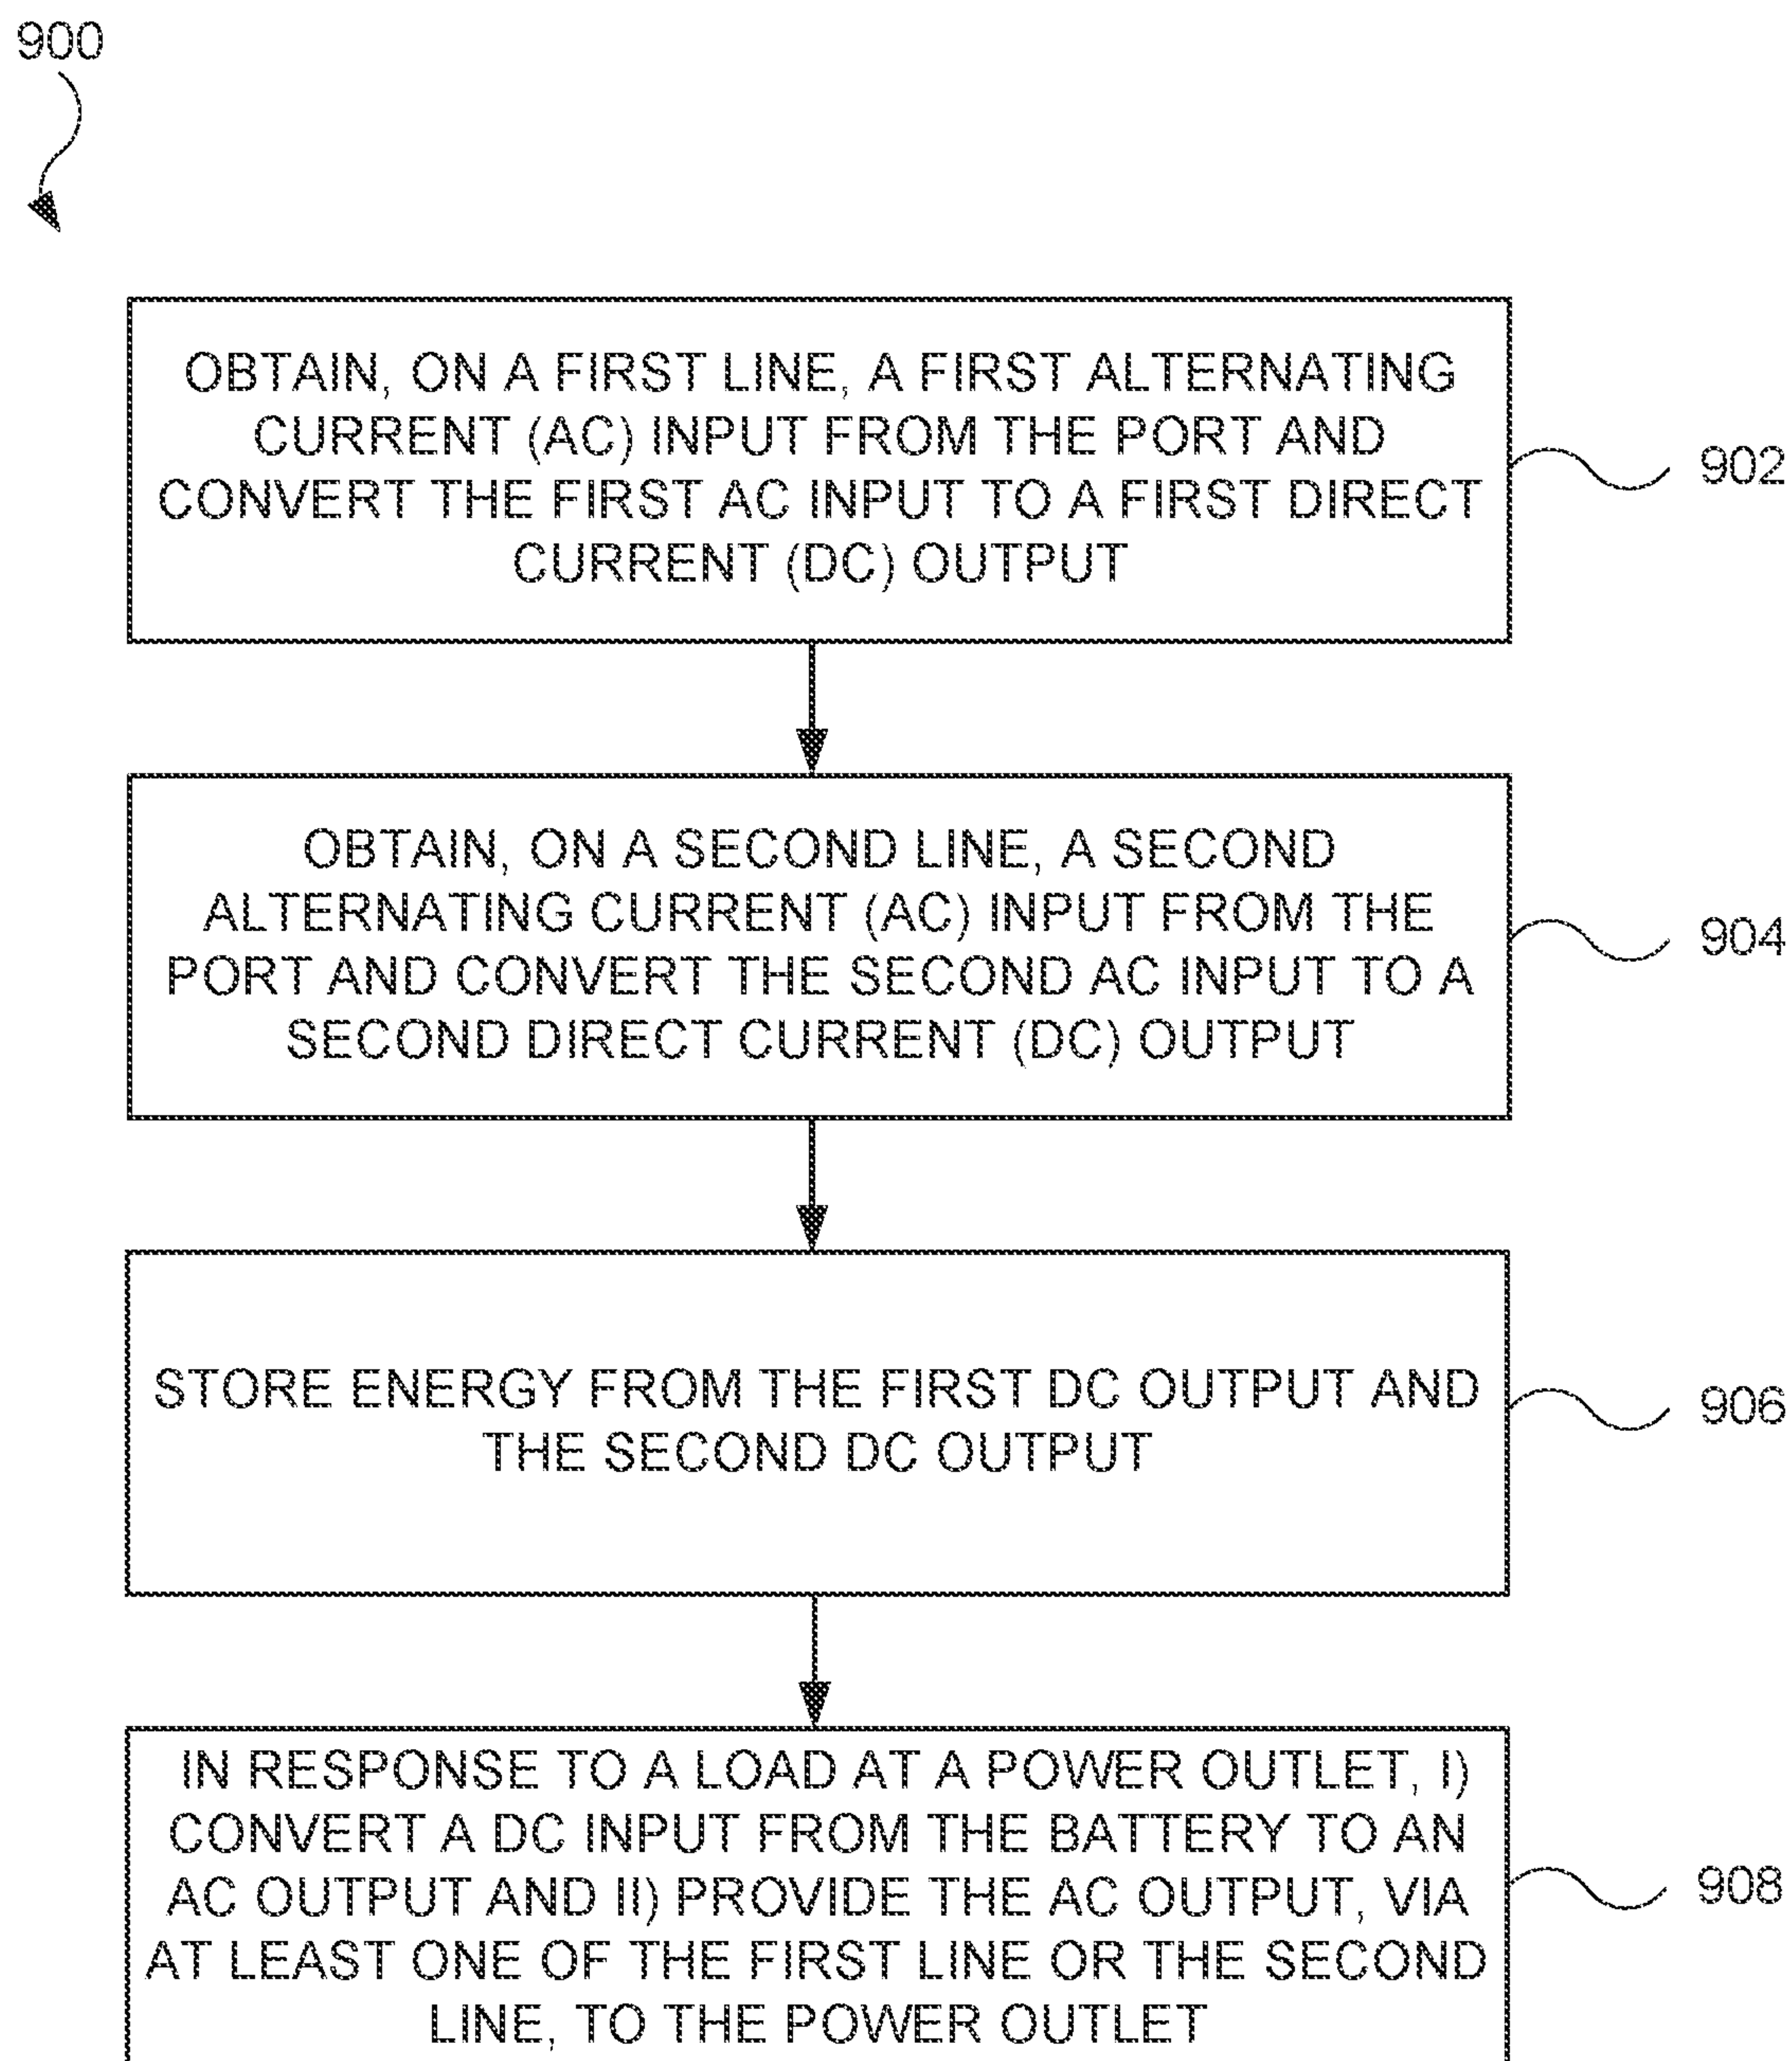 900
OBTAIN, ON A FIRST LINE, A FIRST ALTERNATING
CURRENT (AC) INPUT FROM THE PORT AND
CONVERT THE FIRST AC INPUT TO A FIRST DIRECT
CURRENT (DC) OUTPUT
902
OBTAIN, ON A SECOND LINE, A SECOND
ALTERNATING CURRENT (AC) INPUT FROM THE
PORT AND CONVERT THE SECOND AC INPUT TO A
SECOND DIRECT CURRENT (DC) OUTPUT
904
STORE ENERGY FROM THE FIRST DC OUTPUT AND
THE SECOND DC OUTPUT
906
IN RESPONSE TO A LOAD AT A POWER OUTLET, I)
CONVERT A DC INPUT FROM THE BATTERY TO AN
AC OUTPUT AND II) PROVIDE THE AC OUTPUT, VIA
AT LEAST ONE OF THE FIRST LINE OR THE SECOND
LINE, TO THE POWER OUTLET
908